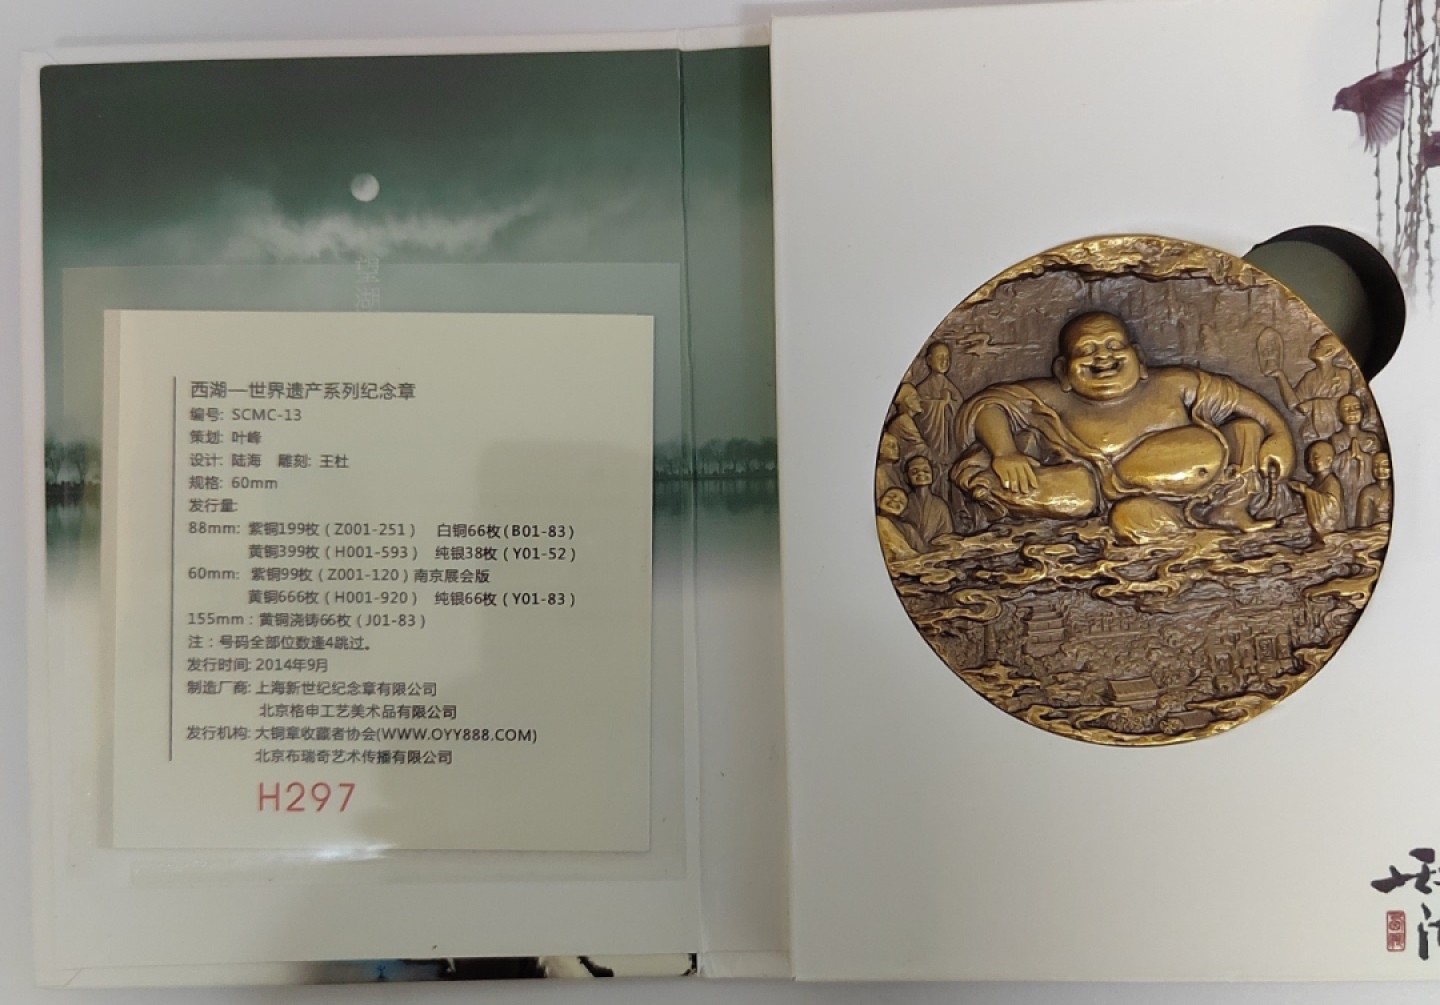 望湖
西湖—世界遗产系列纪念章
编号: SCMC-13
策划: 叶峰
设计: 陆海 雕刻: 王杜
规格: 60mm
发行量:
88mm: 紫铜199枚(Z001-251) 白铜66枚(B01-83)
黄铜399枚(H001-593) 纯银38枚(Y01-52)
60mm: 紫铜99枚(Z001-120)南京展会版
黄铜666枚(H001-920) 纯银66枚(Y01-83)
155mm: 黄铜浇铸66枚(J01-83)
注: 号码全部位数逢4跳过。
发行时间: 2014年9月
制造厂商: 上海新世纪纪念章有限公司
北京格申工艺美术品有限公司
发行机构: 大铜章收藏者协会(WWW.OYY888.COM)
北京布瑞奇艺术传播有限公司
H297